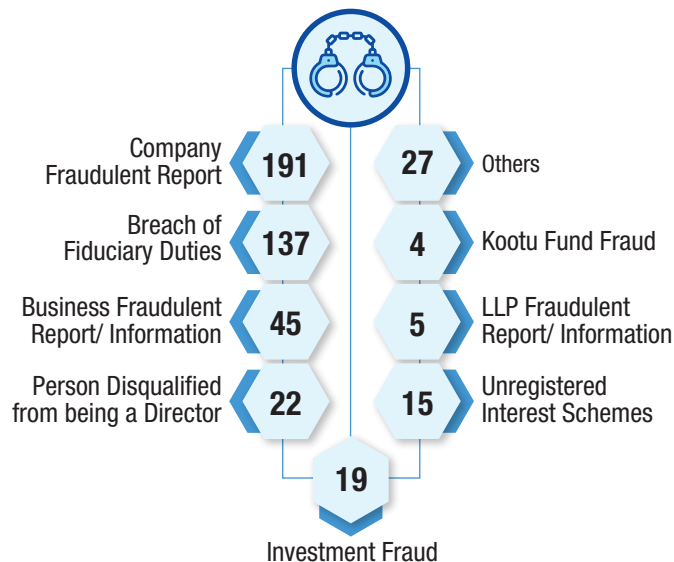 Company
Fraudulent Report
191
Breach of
Fiduciary Duties
137
Business Fraudulent
Report/ Information
45
Person Disqualified
from being a Director
22
27
Others
4
Kootu Fund Fraud
5
LLP Fraudulent
Report/ Information
15
Unregistered
Interest Schemes
19
Investment Fraud